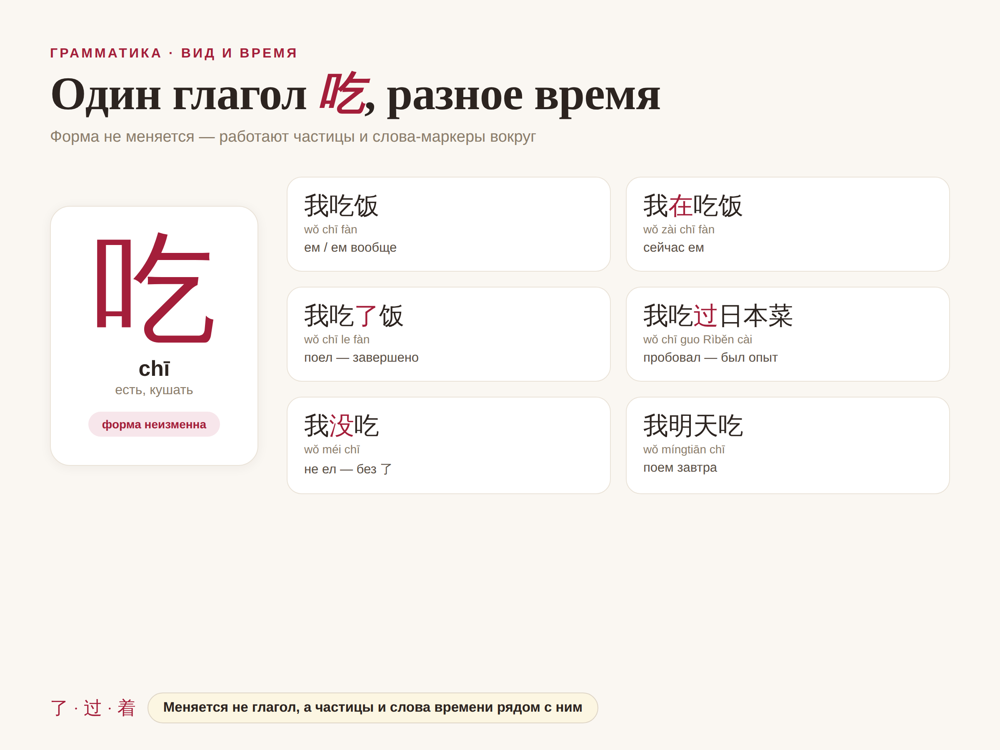 ГРАММАТИКА · ВИД И ВРЕМЯ
Один глагол 吃, разное время
Форма не меняется — работают частицы и слова-маркеры вокруг
吃
chī
есть, кушать
форма неизменна
我吃饭
wǒ chī fàn
ем / ем вообще
我在吃饭
wǒ zài chī fàn
сейчас ем
我吃了饭
wǒ chī le fàn
поел — завершено
我吃过日本菜
wǒ chī guo Rìběn cài
пробовал — был опыт
我没吃
wǒ méi chī
не ел — без 了
我明天吃
wǒ míngtiān chī
поем завтра
了 · 过 · 着
Меняется не глагол, а частицы и слова времени рядом с ним